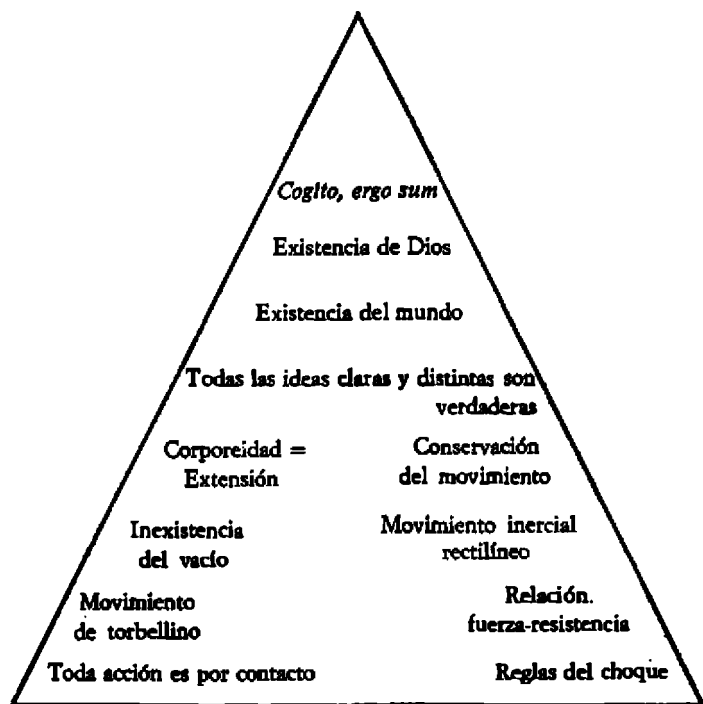 Cogito, ergo sum
Existencia de Dios
Existencia del mundo
Todas las ideas claras y distintas son
verdaderas
Corporeidad =
Extensión
Conservación
del movimiento
Inexistencia
del vacío
Movimiento inercial
rectilíneo
Movimiento
de torbellino
Relación.
fuerza-resistencia
Toda acción es por contacto
Reglas del choque